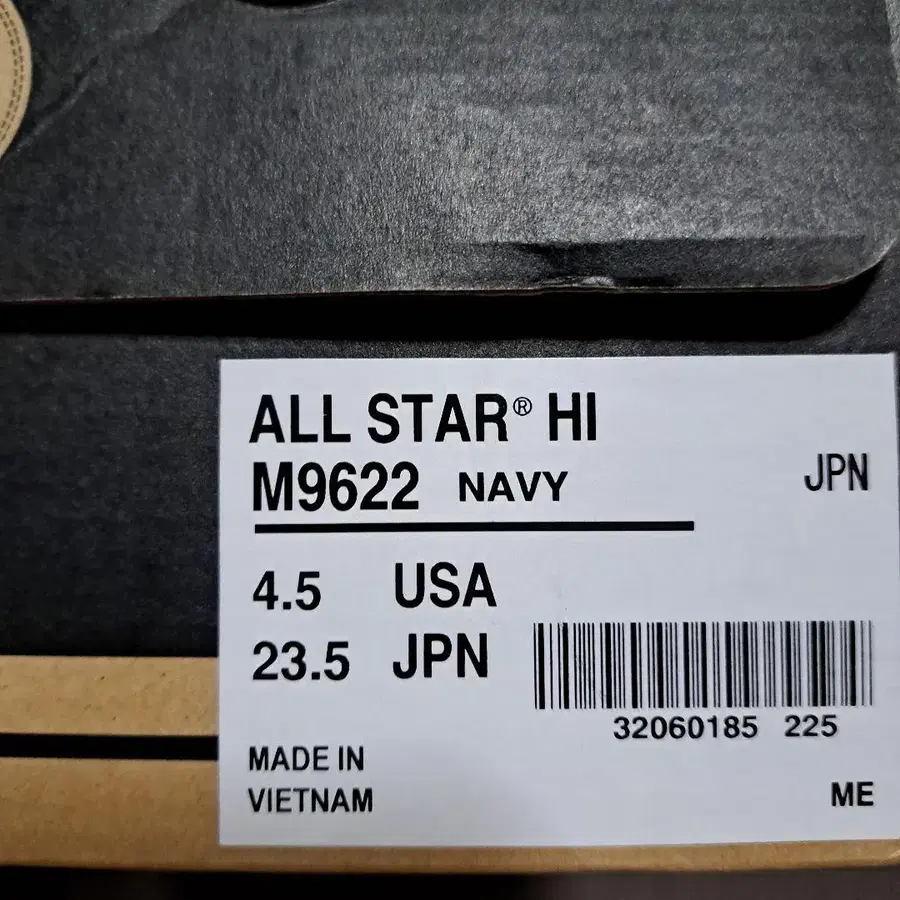 ALL STAR® HI
M9622 NAVY JPN
4.5 USA
23.5 JPN
32060185 225
MADE IN
VIETNAM
ME